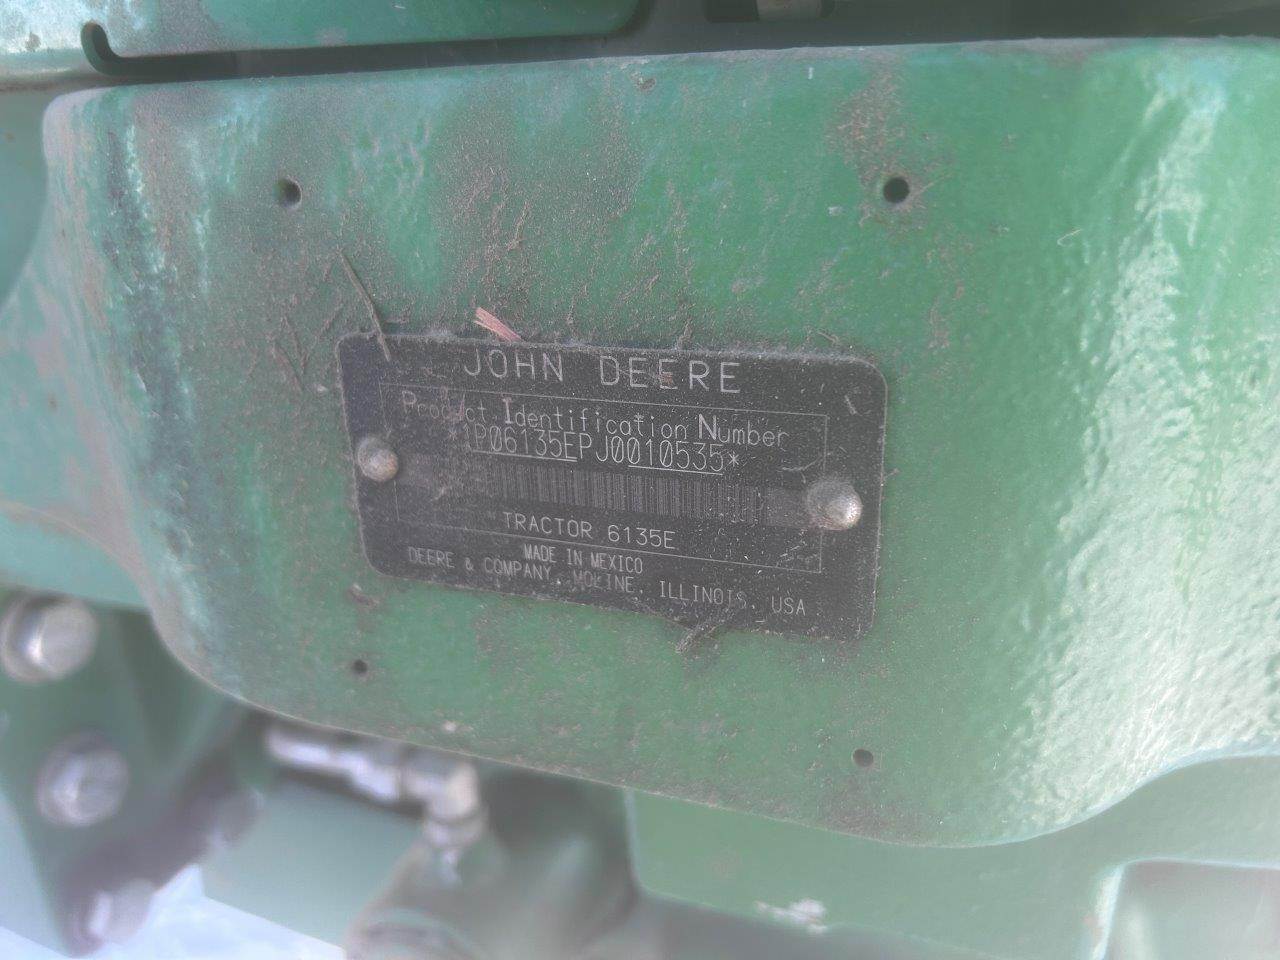 JOHN DEERE
Product Identification Number
*1P06135EPJ0010535*
TRACTOR 6135E
MADE IN MEXICO
DEERE & COMPANY, MOLINE, ILLINOIS, USA